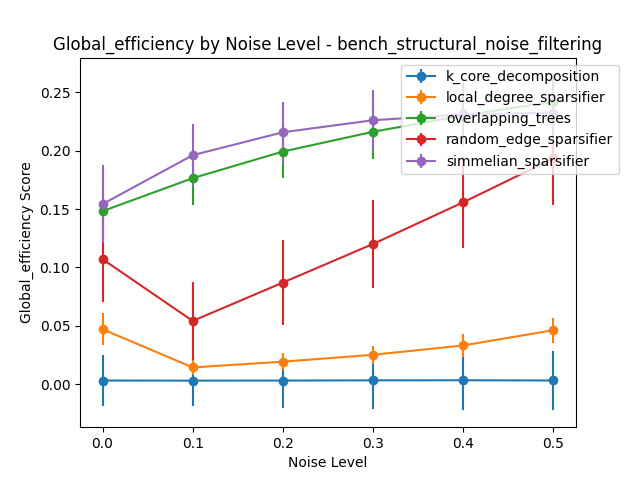 Global_efficiency by Noise Level - bench_structural_noise_filtering
k_core_decomposition
local_degree_sparsifier
overlapping_trees
random_edge_sparsifier
simmelian_sparsifier
Global_efficiency Score
0.25
0.20
0.15
0.10
0.05
0.00
0.0 0.1 0.2 0.3 0.4 0.5
Noise Level